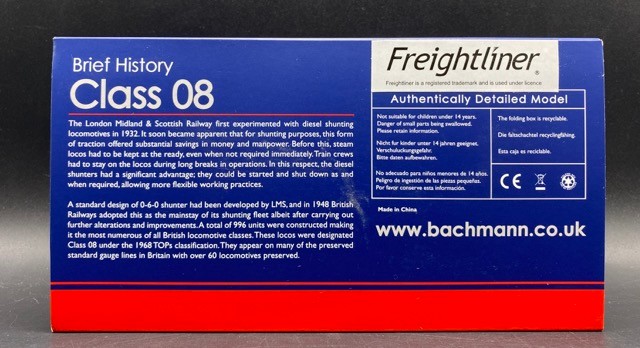 Brief History
Class 08
The London Midland & Scottish Railway first experimented with diesel shunting
locomotives in 1932. It soon became apparent that for shunting purposes, this form
of traction offered substantial savings in money and manpower. Before this, steam
locos had to be kept at the ready, even when not required immediately. Train crews
had to stay on the locos during long breaks in operations. In this respect, the diesel
shunters had a significant advantage; they could be started and shut down as and
when required, allowing more flexible working practices.
A standard design of 0-6-0 shunter had been developed by LMS, and in 1948 British
Railways adopted this as the mainstay of its shunting fleet albeit after carrying out
further alterations and improvements. A total of 996 units were constructed making
it the most numerous of all British locomotive classes. These locos were designated
Class 08 under the 1968 TOPs classification. They appear on many of the preserved
standard gauge lines in Britain with over 60 locomotives preserved.
Freightliner®
Freightliner is a registered trademark and is used under licence
Authentically Detailed Model
Not suitable for children under 14 years.
Danger of small parts being swallowed.
Please retain information.
Nicht fur kinder unter 14 jahren geeignet.
Verschuluckungsgefahr.
Bitte daten aufbewahren.
No adecuado para niños menores de 14 años.
Peligro de ingestión de las piezas pequeñas.
Por favor conserve esta información.
The folding box is recyclable.
Die faltschachtel recyclingfähing.
Esta caja es recyclable.
CE
Made in China
www.bachmann.co.uk